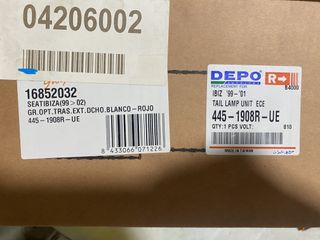 04206002
16852032
SEATIBIZA(99>02)
GR.OPT.TRAS.EXT.DCHO.BLANCO-ROJO
445-1908R-UE
8 433066 071226
DEPO
R→
REPLACEMENT FOR
B4000
IBIZ '99-'01
TAIL LAMP UNIT ECE
445-1908R-UE
QTY:1 PCS VOLT:
810
MADE IN TAIWAN